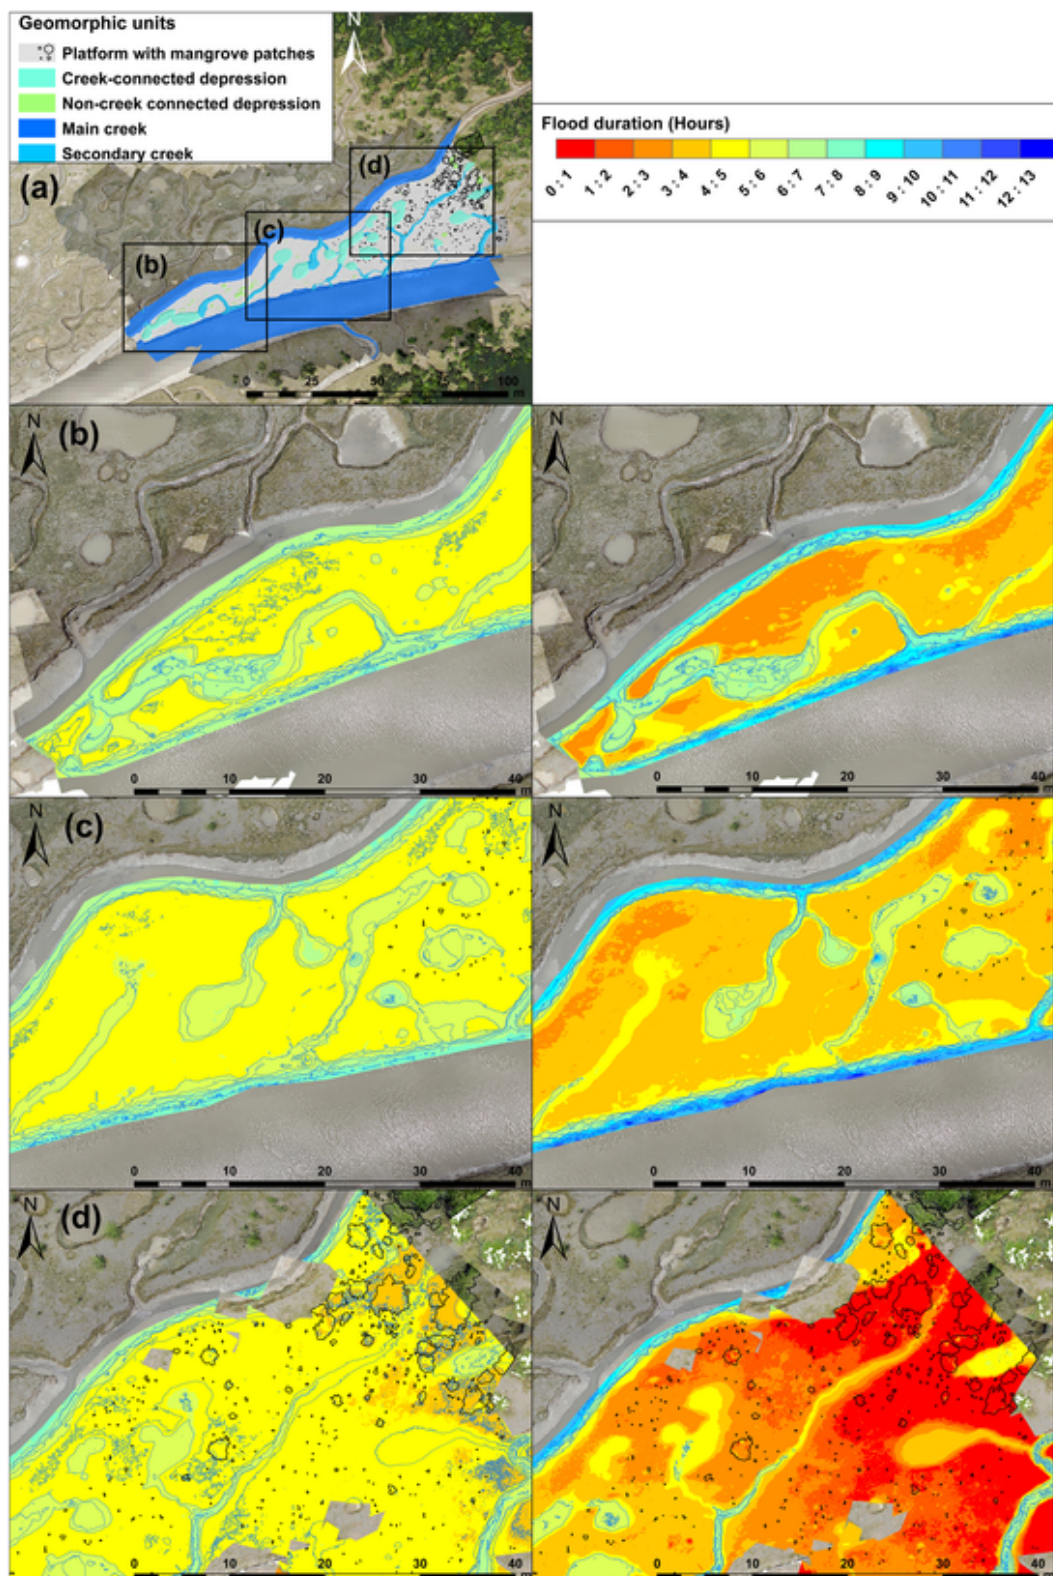 Geomorphic units
Platform with mangrove patches
Creek-connected depression
Non-creek connected depression
Main creek
Secondary creek
N
(a)
(b)
(c)
(d)
0 25 50 75 100
m
Flood duration (Hours)
0 : 1 1 : 2 2 : 3 3 : 4 4 : 5 5 : 6 6 : 7 7 : 8 8 : 9 9 : 10 10 : 11 11 : 12 12 : 13
N
(b)
0 10 20 30 40
m
N
0 10 20 30 40
N
(c)
0 10 20 30 40
m
N
0 10 20 30 40
m
N
(d)
0 10 20 30 40
m
N
0 10 20 30 40
m